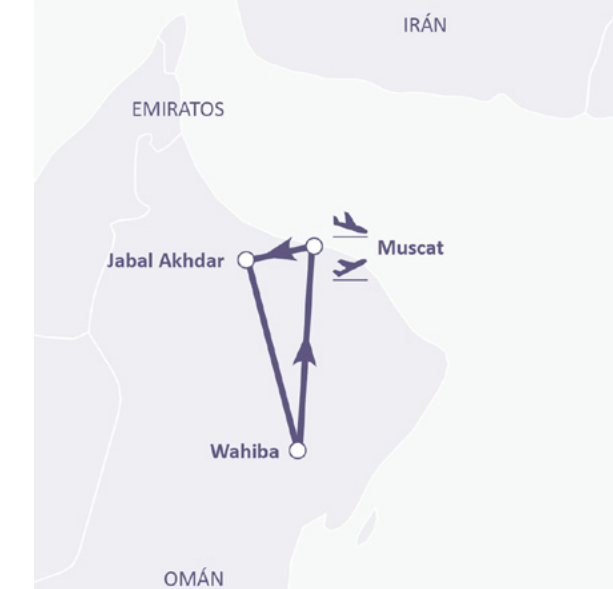 IRÁN
EMIRATOS
Muscat
Jabal Akhdar
Wahiba
OMÁN